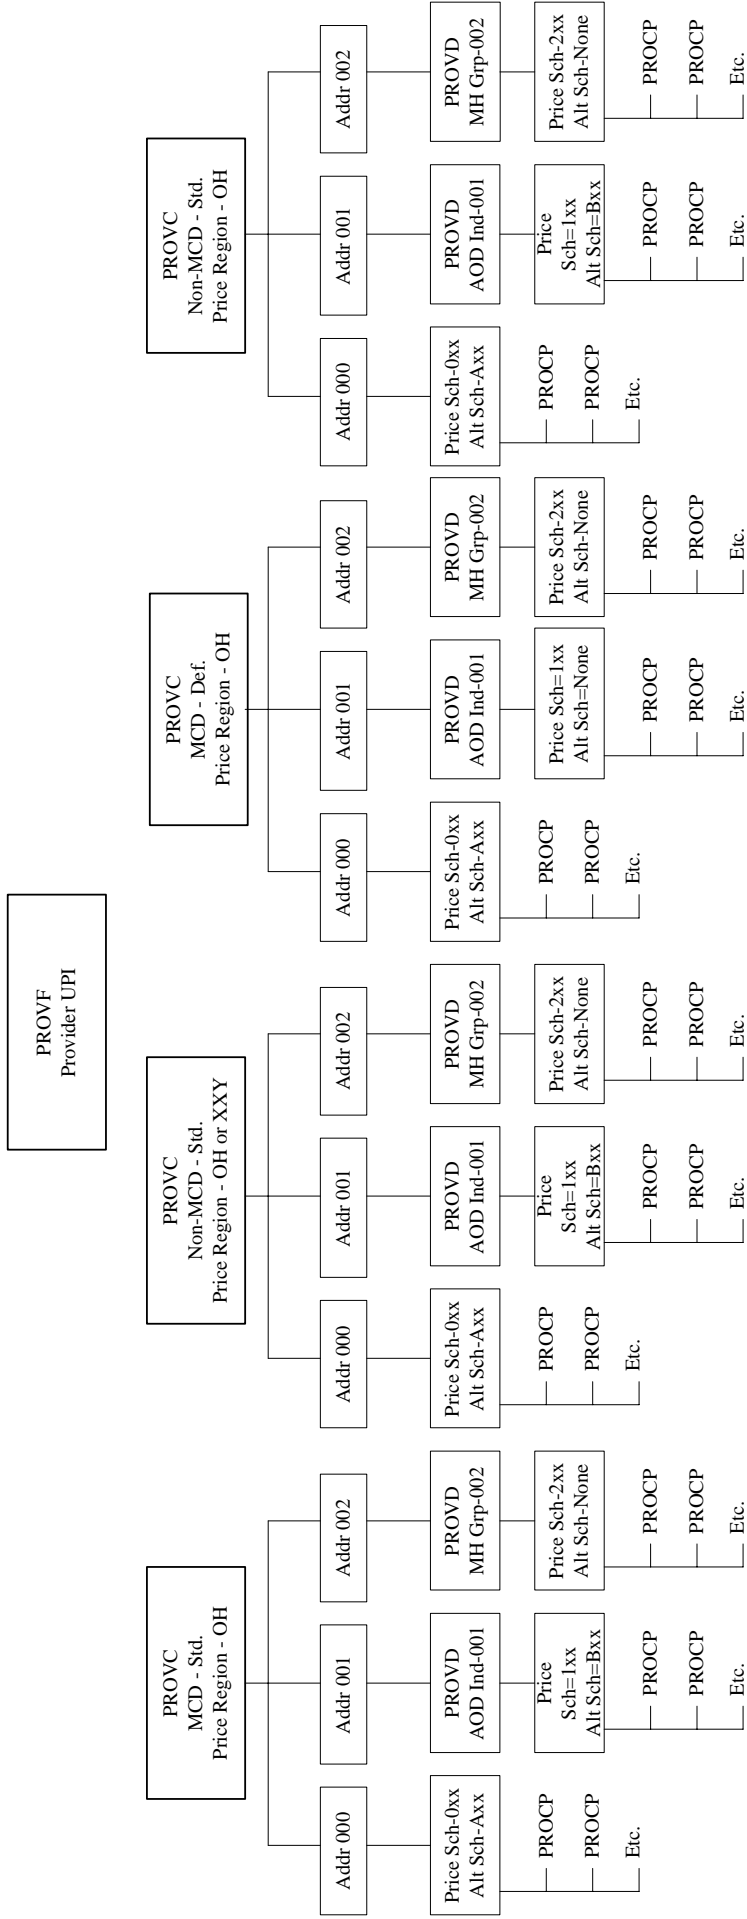 PROVF
Provider UPI
PROVC
MCD - Std.
Price Region - OH
Addr 000
Price Sch-0xx
Alt Sch-Axx
PROCP
PROCP
Etc.
Addr 001
PROVD
AOD Ind-001
Price
Sch=1xx
Alt Sch=Bxx
PROCP
PROCP
Etc.
Addr 002
PROVD
MH Grp-002
Price Sch-2xx
Alt Sch-None
PROCP
PROCP
Etc.
PROVC
Non-MCD - Std.
Price Region - OH or XXY
Addr 000
Price Sch-0xx
Alt Sch-Axx
PROCP
PROCP
Etc.
Addr 001
PROVD
AOD Ind-001
Price
Sch=1xx
Alt Sch=Bxx
PROCP
PROCP
Etc.
Addr 002
PROVD
MH Grp-002
Price Sch-2xx
Alt Sch-None
PROCP
PROCP
Etc.
PROVC
MCD - Def.
Price Region - OH
Addr 000
Price Sch-0xx
Alt Sch-Axx
PROCP
PROCP
Etc.
Addr 001
PROVD
AOD Ind-001
Price Sch=1xx
Alt Sch=None
PROCP
PROCP
Etc.
Addr 002
PROVD
MH Grp-002
Price Sch-2xx
Alt Sch-None
PROCP
PROCP
Etc.
PROVC
Non-MCD - Std.
Price Region - OH
Addr 000
Price Sch-0xx
Alt Sch-Axx
PROCP
PROCP
Etc.
Addr 001
PROVD
AOD Ind-001
Price
Sch=1xx
Alt Sch=Bxx
PROCP
PROCP
Etc.
Addr 002
PROVD
MH Grp-002
Price Sch-2xx
Alt Sch-None
PROCP
PROCP
Etc.